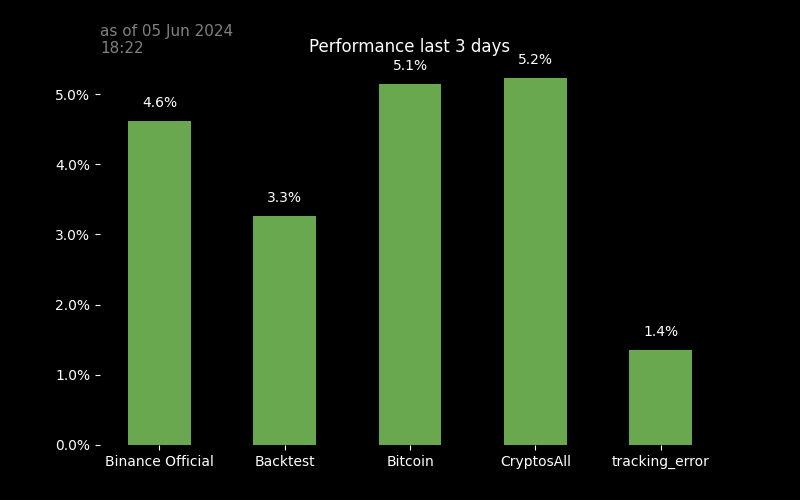 as of 05 Jun 2024
18:22
Performance last 3 days
4.6%
3.3%
5.1%
5.2%
1.4%
5.0%
4.0%
3.0%
2.0%
1.0%
0.0%
Binance Official
Backtest
Bitcoin
CryptosAll
tracking_error